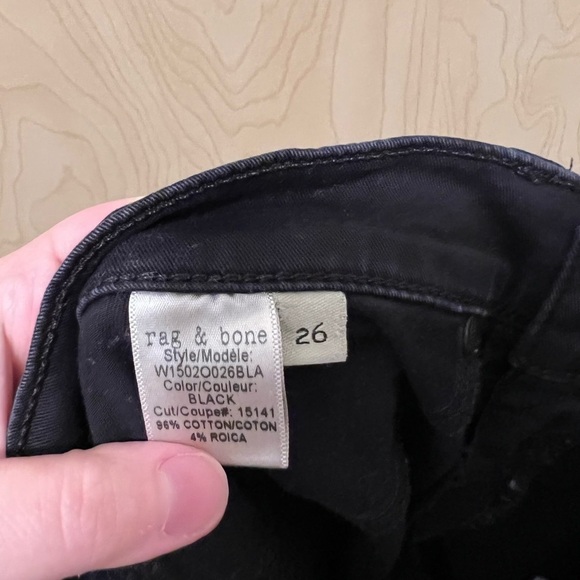 rag & bone
26
Style/Modèle:
W1502O026BLA
Color/Couleur:
BLACK
Cut/Coupe#: 15141
96% COTTON/COTON
4% ROICA